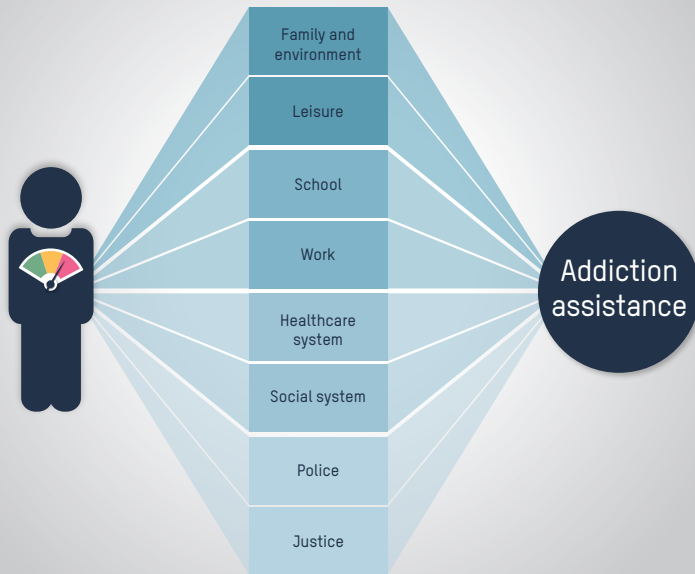 Family and
environment
Leisure
School
Work
Healthcare
system
Social system
Police
Justice
Addiction
assistance